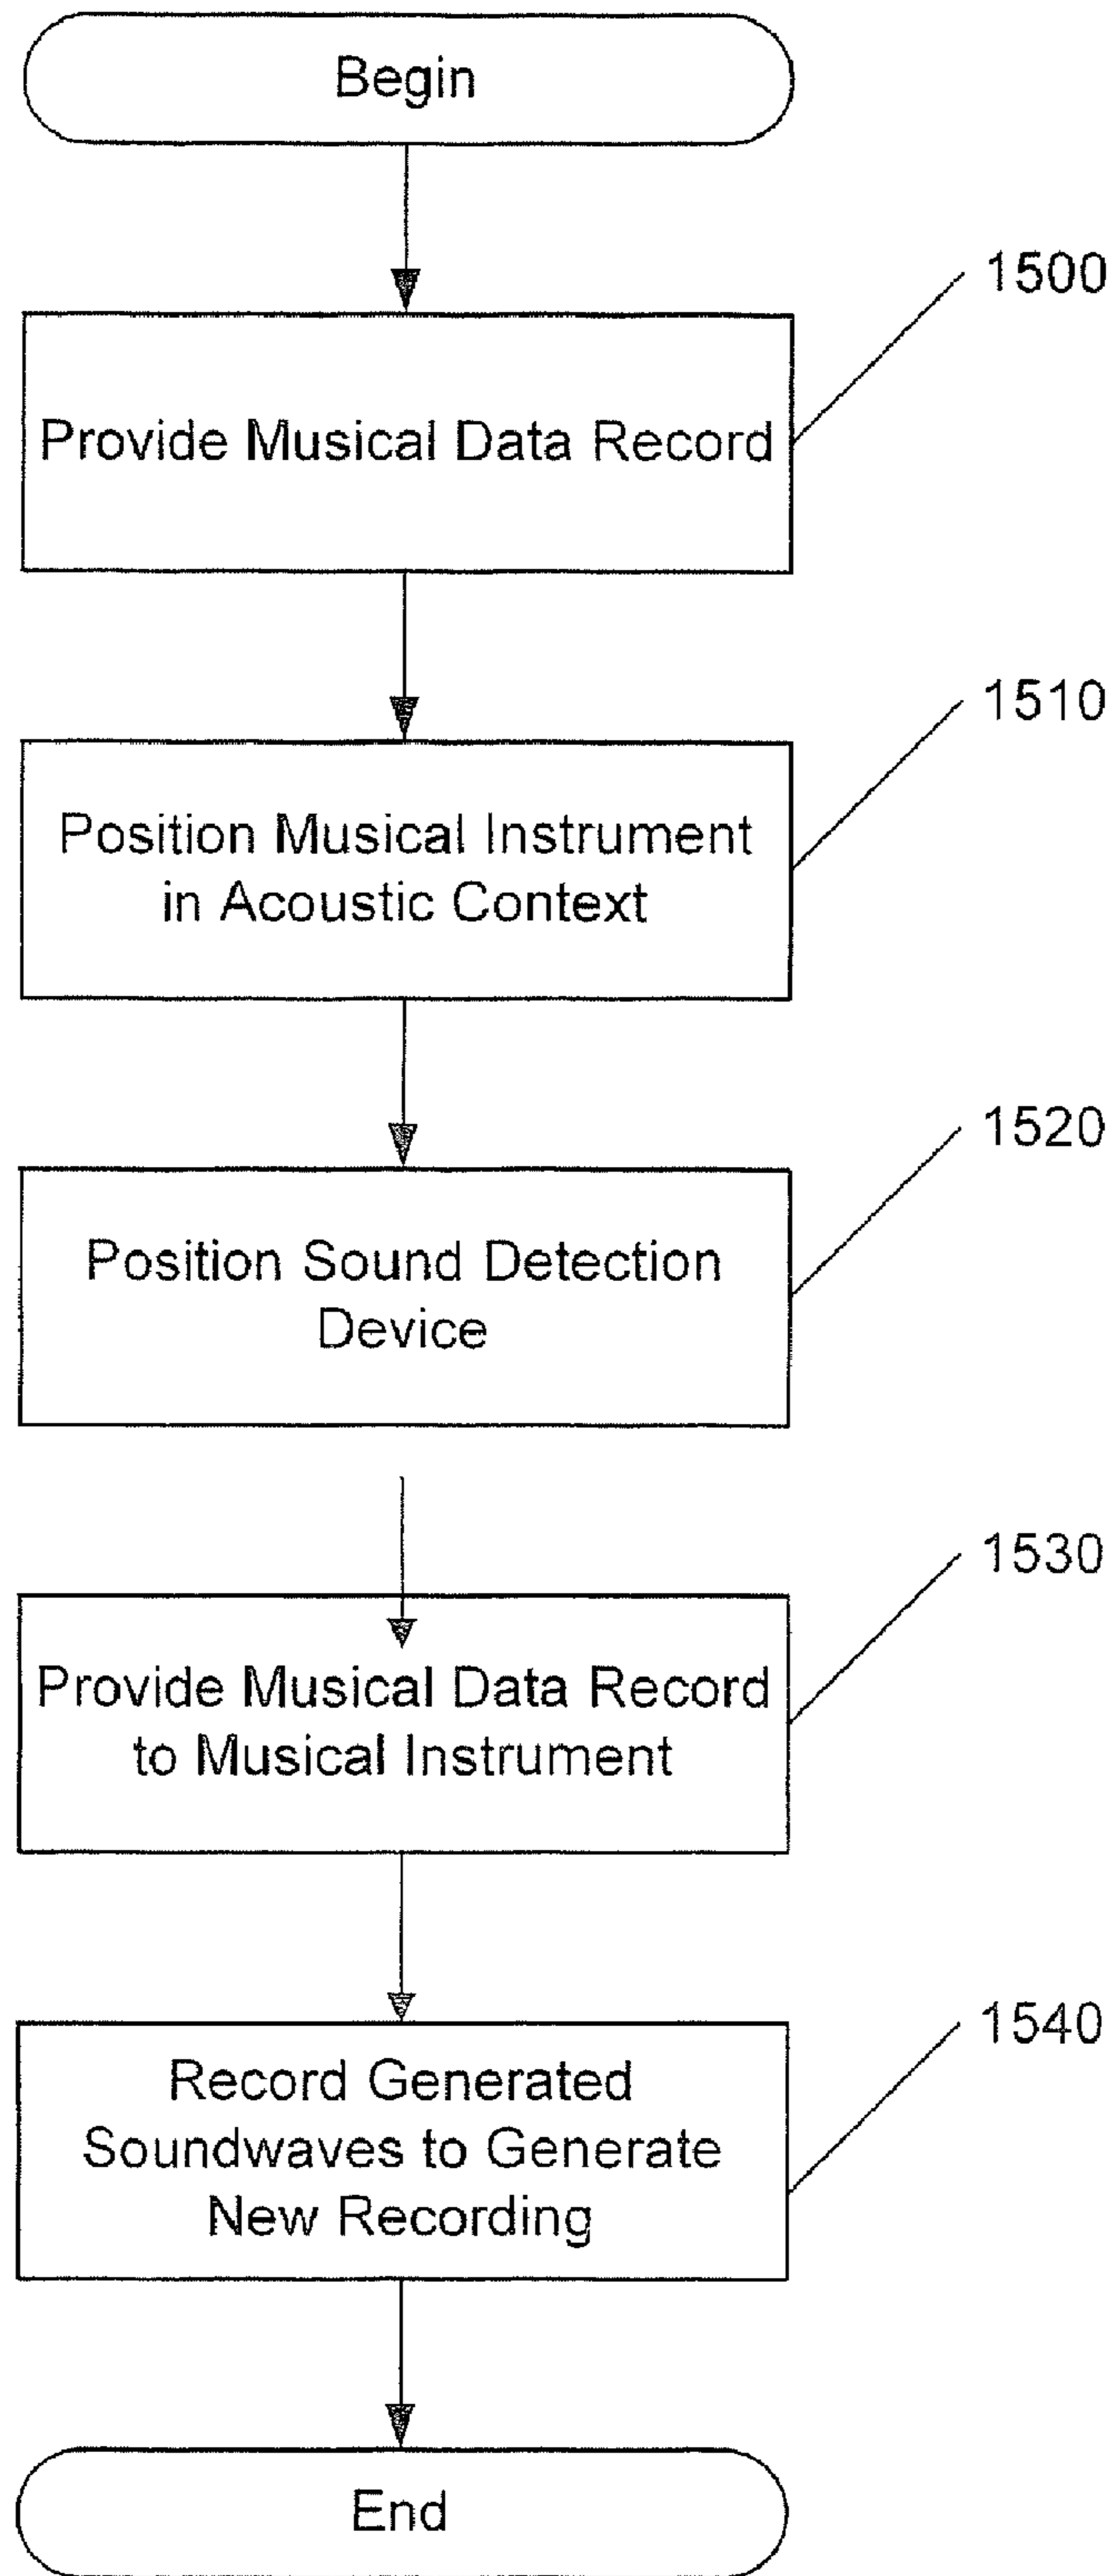 Begin
1500
Provide Musical Data Record
1510
Position Musical Instrument
in Acoustic Context
1520
Position Sound Detection
Device
1530
Provide Musical Data Record
to Musical Instrument
1540
Record Generated
Soundwaves to Generate
New Recording
End